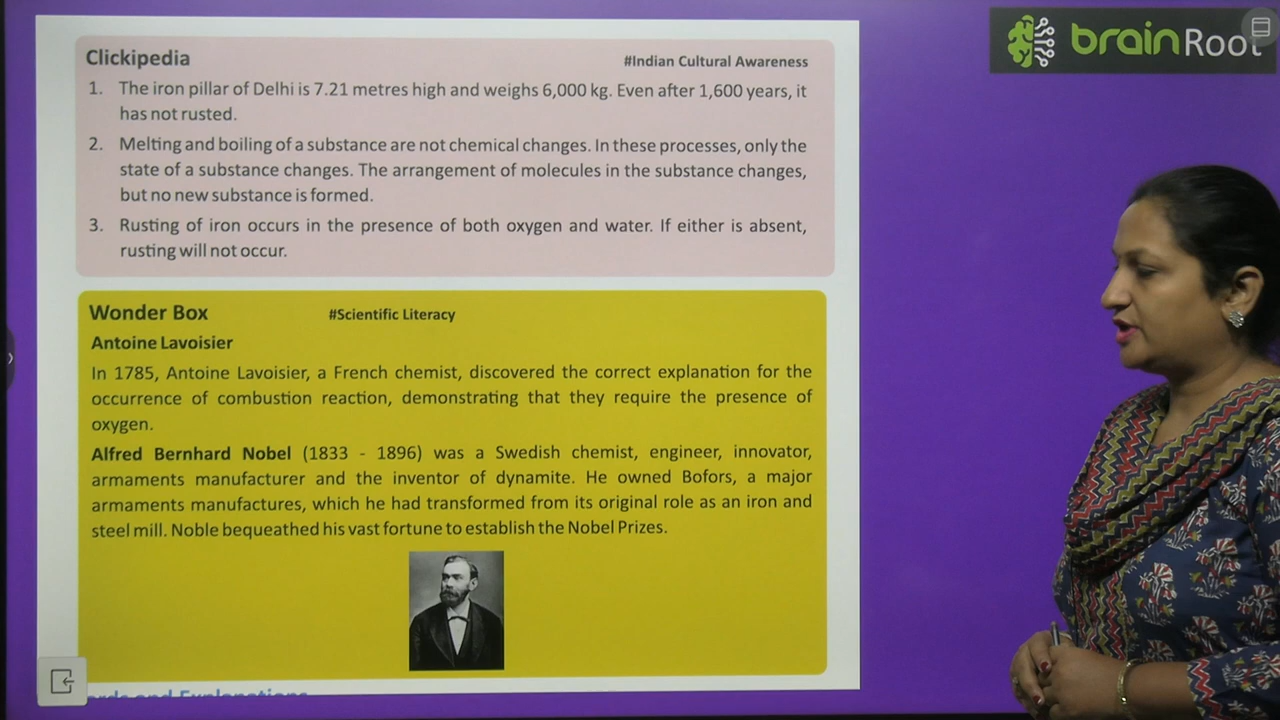 brainRoot
Clickipedia
#Indian Cultural Awareness
1. The iron pillar of Delhi is 7.21 metres high and weighs 6,000 kg. Even after 1,600 years, it
has not rusted.
2. Melting and boiling of a substance are not chemical changes. In these processes, only the
state of a substance changes. The arrangement of molecules in the substance changes,
but no new substance is formed.
3. Rusting of iron occurs in the presence of both oxygen and water. If either is absent,
rusting will not occur.
Wonder Box
#Scientific Literacy
Antoine Lavoisier
In 1785, Antoine Lavoisier, a French chemist, discovered the correct explanation for the
occurrence of combustion reaction, demonstrating that they require the presence of
oxygen.
Alfred Bernhard Nobel (1833 - 1896) was a Swedish chemist, engineer, innovator,
armaments manufacturer and the inventor of dynamite. He owned Bofors, a major
armaments manufactures, which he had transformed from its original role as an iron and
steel mill. Noble bequeathed his vast fortune to establish the Nobel Prizes.
and Explanations